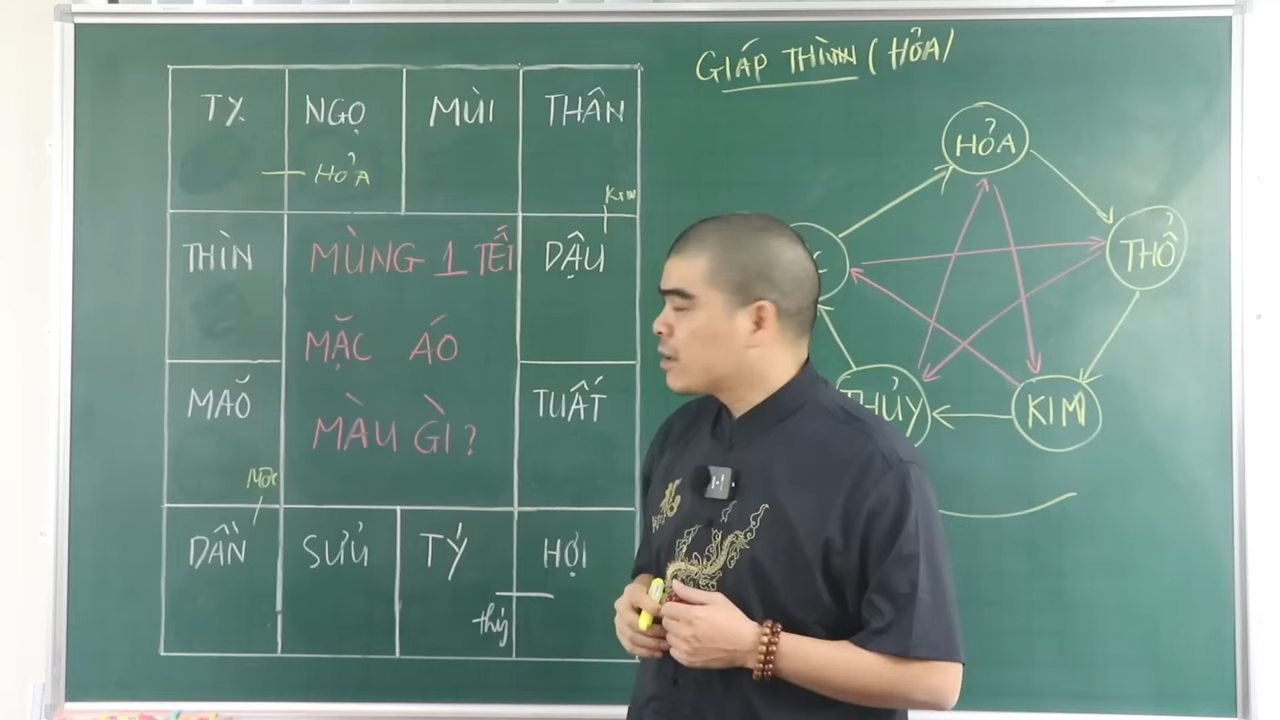 GIÁP THÌN (HỎA)
TỴ NGỌ MÙI THÂN
HỎA
Kim
THÌN
DẬU
MÙNG 1 TẾT
MẶC ÁO
MÀU GÌ?
MÃO
TUẤT
Mộc
DẦN SỬU TÝ HỢI
thủy
HỎA
THỔ
C
THỦY
KIM